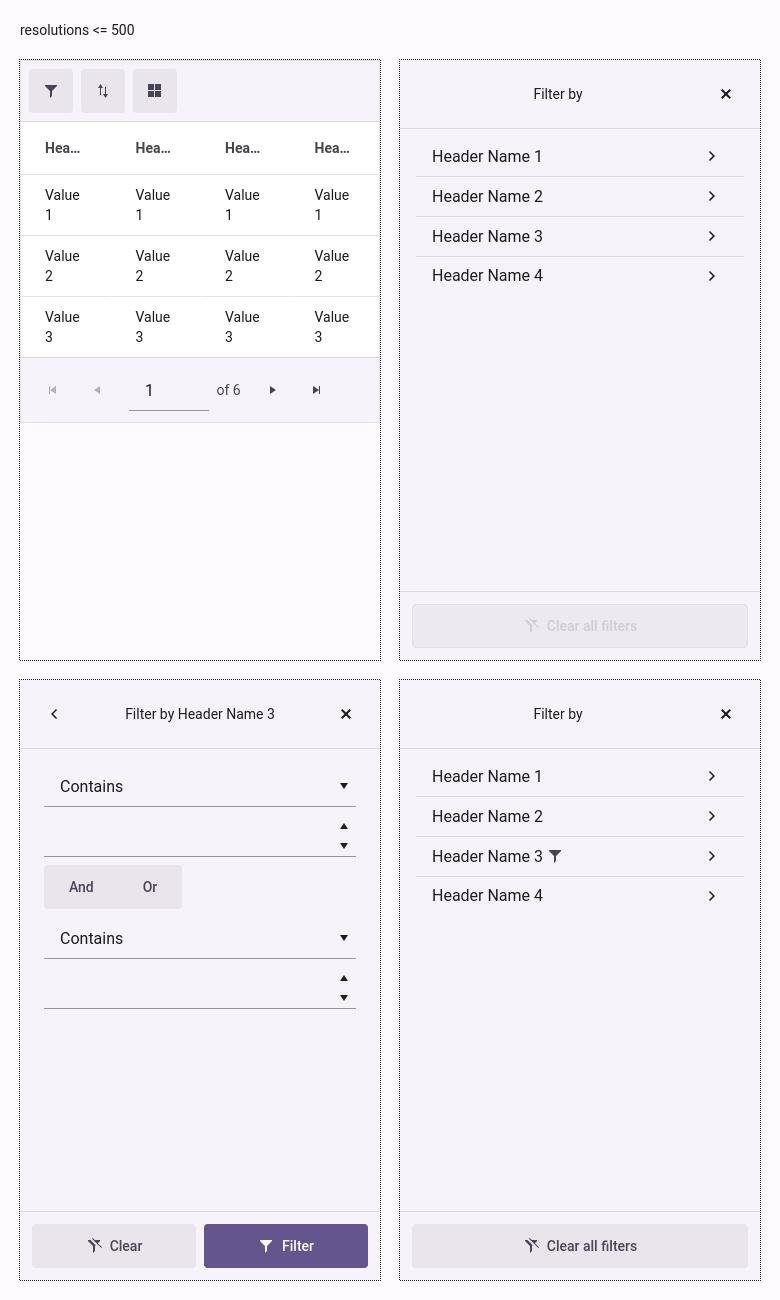 resolutions <= 500
Hea… Hea… Hea… Hea…
Value Value Value Value
1 1 1 1
Value Value Value Value
2 2 2 2
Value Value Value Value
3 3 3 3
1 of 6
Filter by
Header Name 1
Header Name 2
Header Name 3
Header Name 4
Clear all filters
Filter by Header Name 3
Contains
And Or
Contains
Clear Filter
Filter by
Header Name 1
Header Name 2
Header Name 3
Header Name 4
Clear all filters